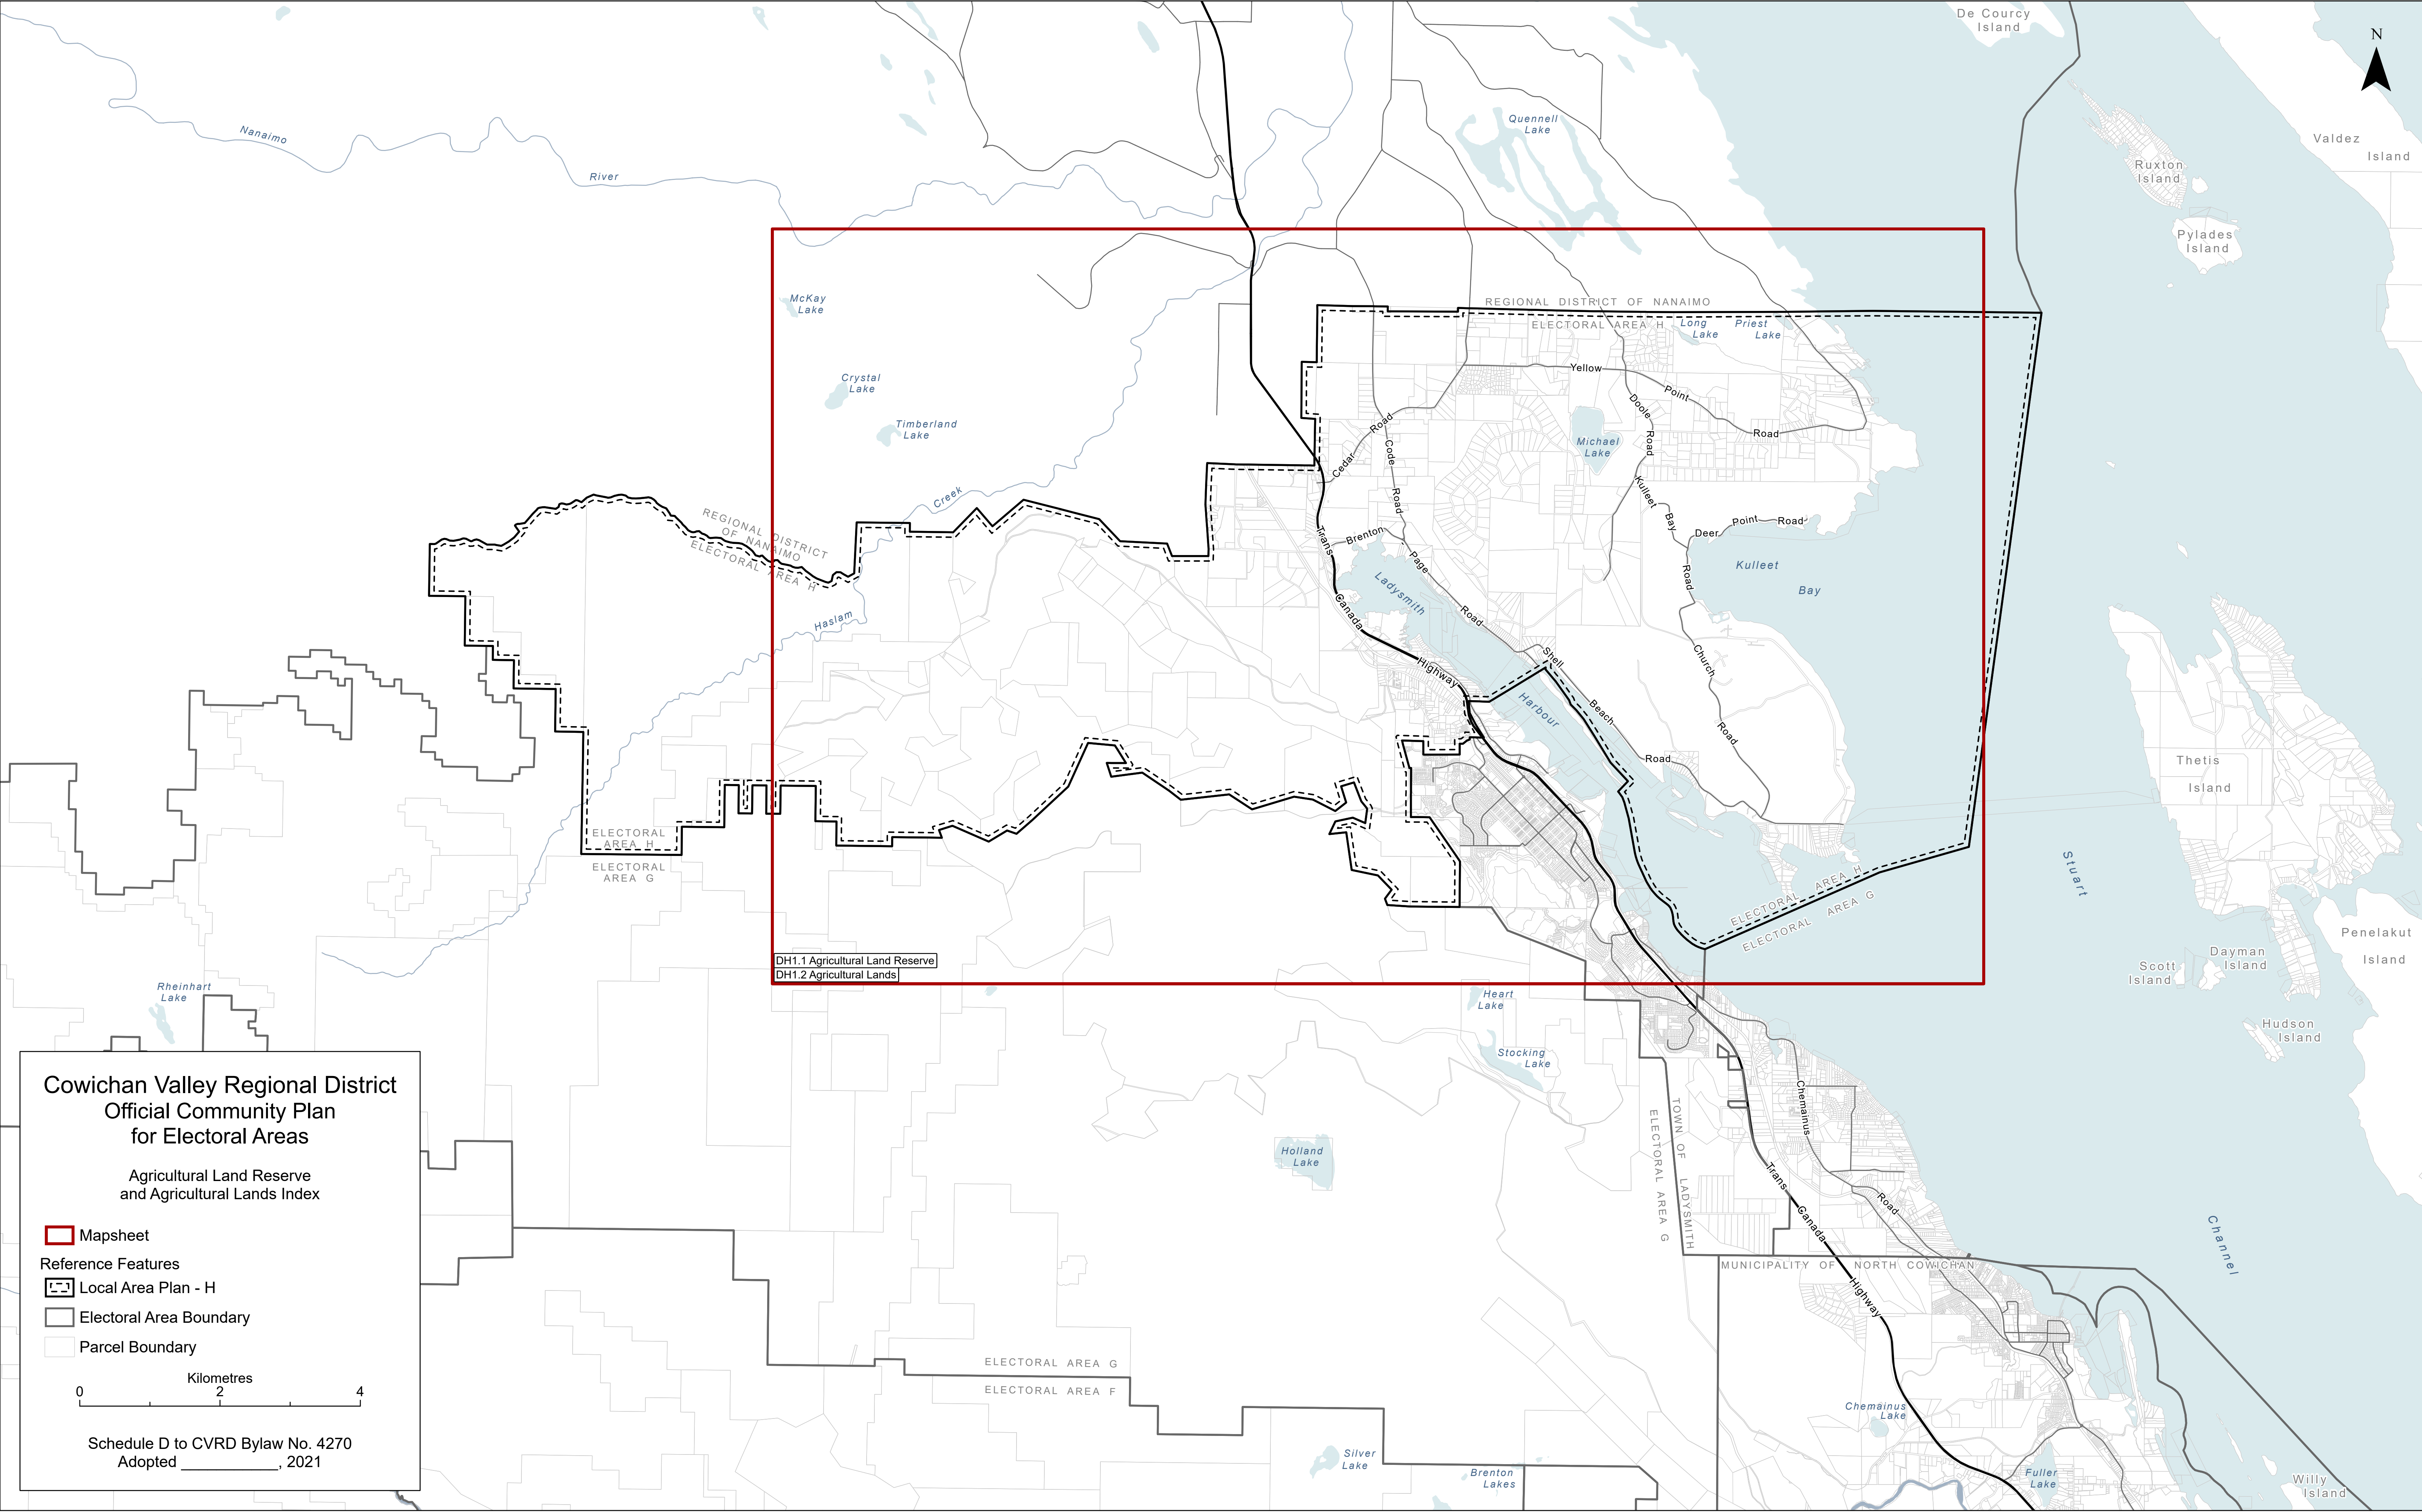 De Courcy
Island
N
Nanaimo
River
Quennell
Lake
Valdez
Island
Ruxton
Island
Pylades
Island
McKay
Lake
REGIONAL DISTRICT OF NANAIMO
ELECTORAL AREA H
Long
Lake
Priest
Lake
Crystal
Lake
Yellow
Point
Road
Doole
Road
Timberland
Lake
Cedar
Road
Code
Road
Michael
Lake
Creek
Haslam
REGIONAL DISTRICT
OF NANAIMO
ELECTORAL AREA H
Kulleet
Bay
Road
Deer
Point
Road
Trans
Canada
Highway
Brenton
Page
Road
Kulleet
Bay
Ladysmith
Harbour
Shell
Beach
Road
Church
Road
Thetis
Island
ELECTORAL
AREA H
ELECTORAL
AREA G
ELECTORAL AREA H
ELECTORAL AREA G
Stuart
Channel
Penelakut
Island
Dayman
Island
Scott
Island
Hudson
Island
DH1.1 Agricultural Land Reserve
DH1.2 Agricultural Lands
Rheinhart
Lake
Heart
Lake
Stocking
Lake
Holland
Lake
TOWN OF LADYSMITH
ELECTORAL AREA G
Chemainus
Road
Trans
Canada
Highway
MUNICIPALITY OF NORTH COWICHAN
ELECTORAL AREA G
ELECTORAL AREA F
Chemainus
Lake
Silver
Lake
Brenton
Lakes
Fuller
Lake
Willy
Island
Cowichan Valley Regional District
Official Community Plan
for Electoral Areas
Agricultural Land Reserve
and Agricultural Lands Index
Mapsheet
Reference Features
Local Area Plan - H
Electoral Area Boundary
Parcel Boundary
Kilometres
0 2 4
Schedule D to CVRD Bylaw No. 4270
Adopted ___________, 2021